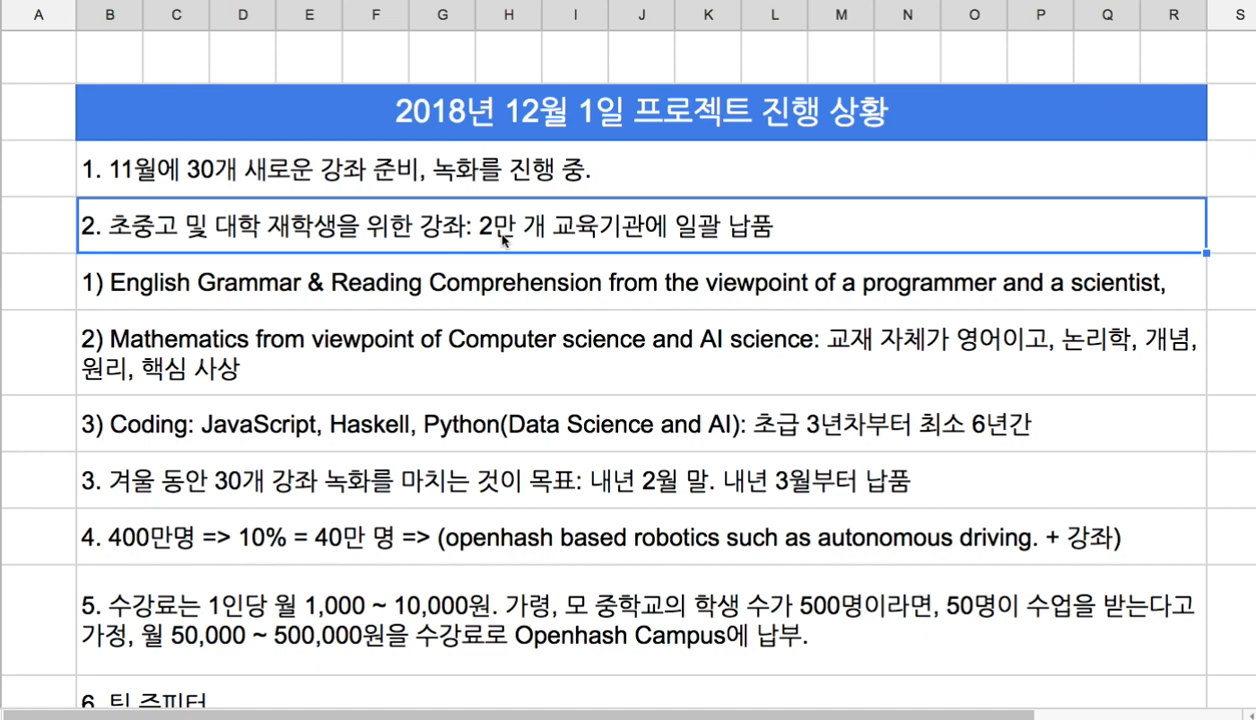 A B C D E F G H I J K L M N O P Q R S
2018년 12월 1일 프로젝트 진행 상황
1. 11월에 30개 새로운 강좌 준비, 녹화를 진행 중.
2. 초중고 및 대학 재학생을 위한 강좌: 2만 개 교육기관에 일괄 납품
1) English Grammar & Reading Comprehension from the viewpoint of a programmer and a scientist,
2) Mathematics from viewpoint of Computer science and AI science: 교재 자체가 영어이고, 논리학, 개념,
원리, 핵심 사상
3) Coding: JavaScript, Haskell, Python(Data Science and AI): 초급 3년차부터 최소 6년간
3. 겨울 동안 30개 강좌 녹화를 마치는 것이 목표: 내년 2월 말. 내년 3월부터 납품
4. 400만명 => 10% = 40만 명 => (openhash based robotics such as autonomous driving. + 강좌)
5. 수강료는 1인당 월 1,000 ~ 10,000원. 가령, 모 중학교의 학생 수가 500명이라면, 50명이 수업을 받는다고
가정, 월 50,000 ~ 500,000원을 수강료로 Openhash Campus에 납부.
6. 팀 주피터